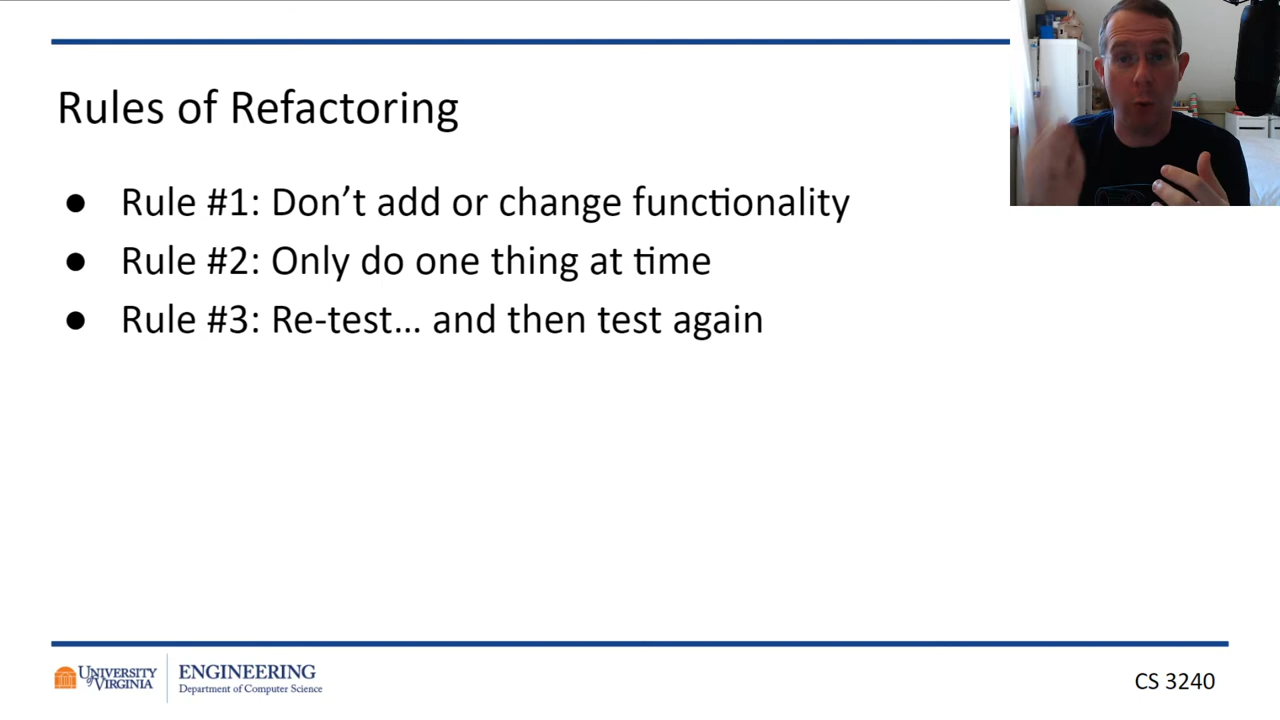 Rules of Refactoring
● Rule #1: Don’t add or change functionality
● Rule #2: Only do one thing at time
● Rule #3: Re-test… and then test again
UNIVERSITY of VIRGINIA
ENGINEERING
Department of Computer Science
CS 3240